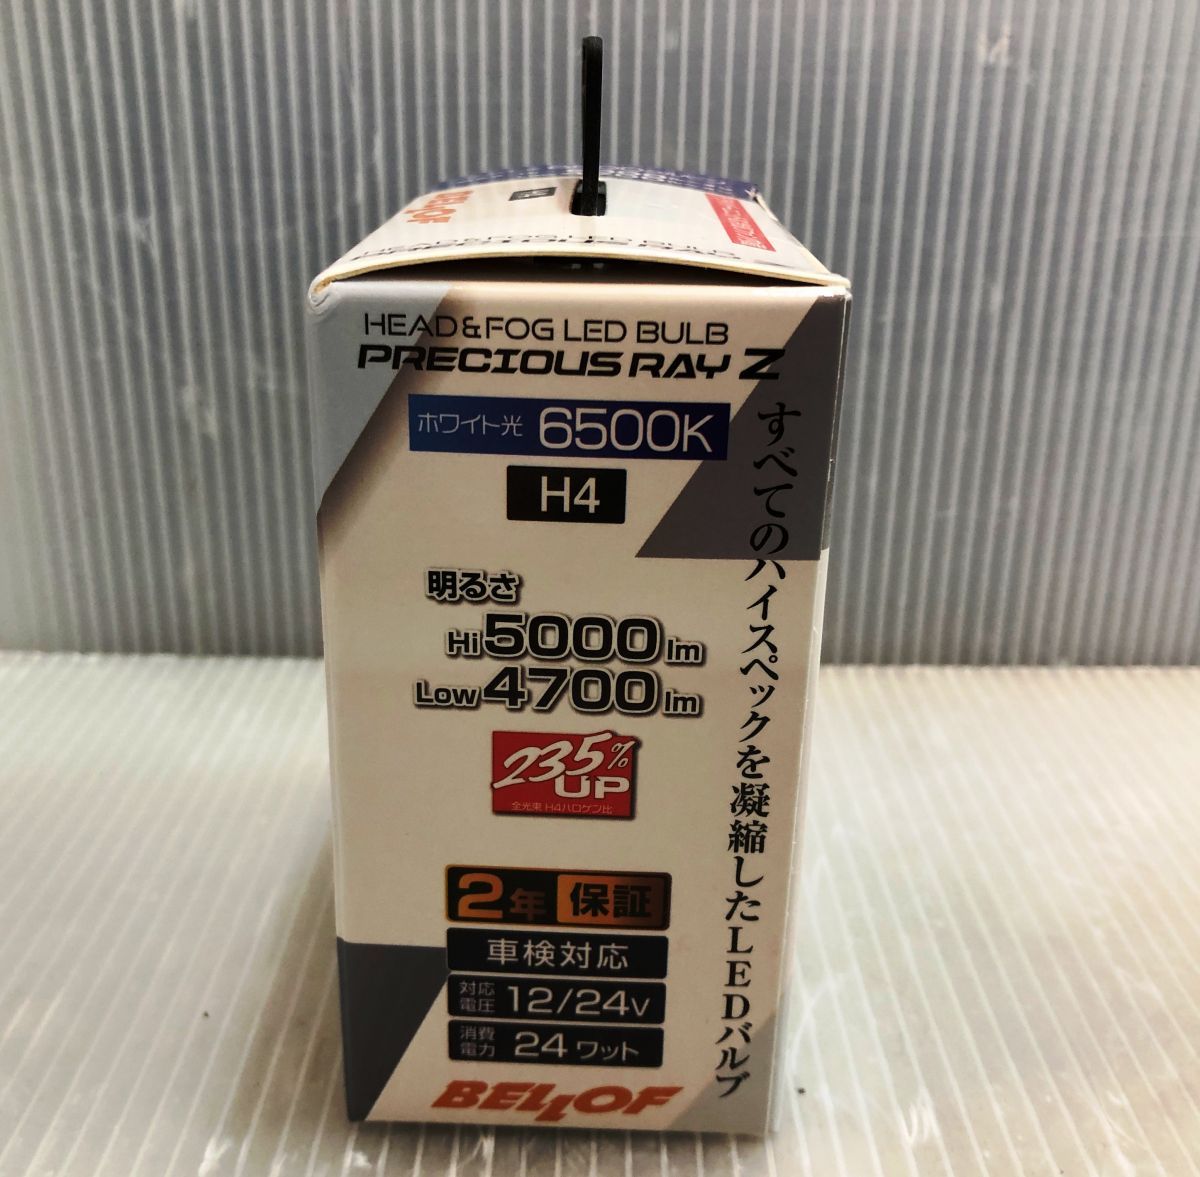 BELLOF
HEAD&FOG LED BULB
PRECIOUS RAY Z
ホワイト光 6500K
H4
明るさ
Hi 5000 lm
Low 4700 lm
235% UP
全光束 H4ハロゲン比
2年 保証
車検対応
対応電圧 12/24V
消費電力 24ワット
BELLOF
すべてのハイスペックを凝縮したLEDバルブ